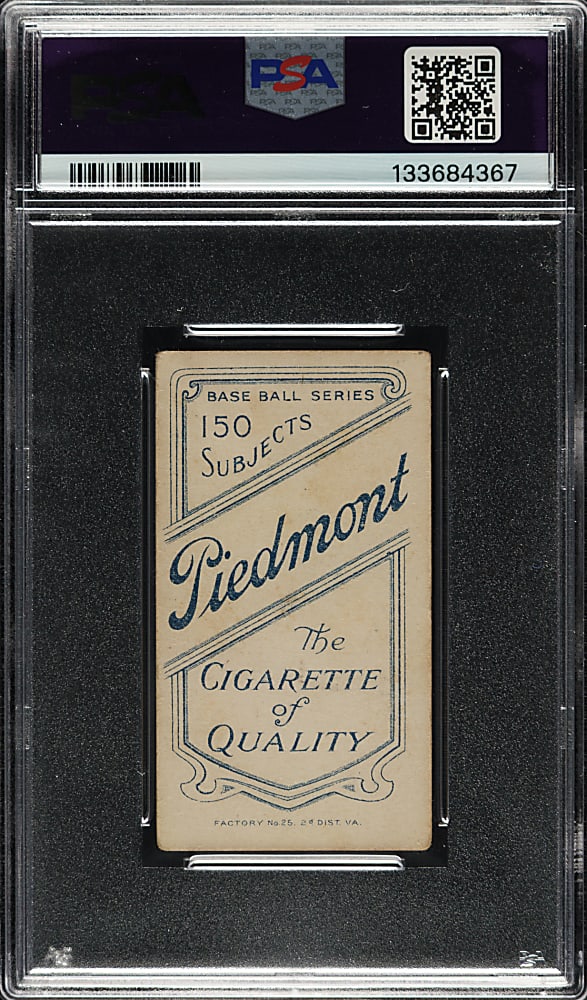 PSA
133684367
BASE BALL SERIES
150
SUBJECTS
Piedmont
The
CIGARETTE
of
QUALITY
FACTORY No. 25, 2d DIST. VA.